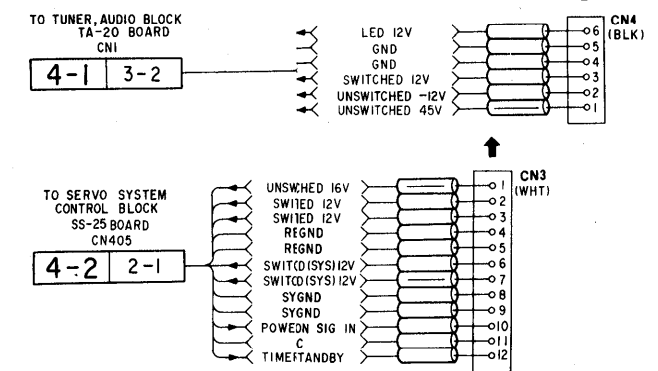 TO TUNER, AUDIO BLOCK
TA-20 BOARD
CN1
4-1 3-2
LED 12V
GND
GND
SWITCHED 12V
UNSWITCHED -12V
UNSWITCHED 45V
6
5
4
3
2
1
CN4
(BLK)
TO SERVO SYSTEM
CONTROL BLOCK
SS-25 BOARD
CN405
4-2 2-1
UNSWCHED 16V
SWITED 12V
SWITED 12V
REGND
REGND
SWITCD(SYS)12V
SWITCD(SYS)12V
SYGND
SYGND
POWEON SIG IN
C
TIMERTANDBY
1
2
3
4
5
6
7
8
9
10
11
12
CN3
(WHT)